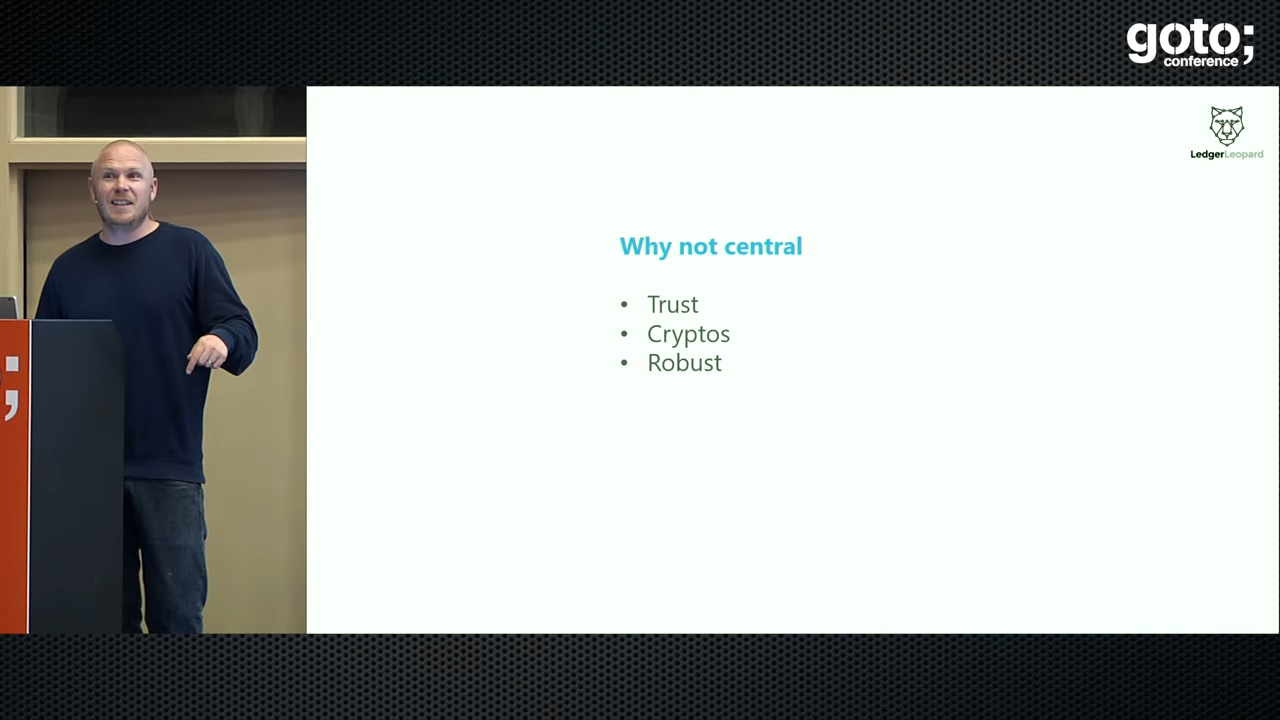 goto;
conference
LedgerLeopard
Why not central
• Trust
• Cryptos
• Robust
;